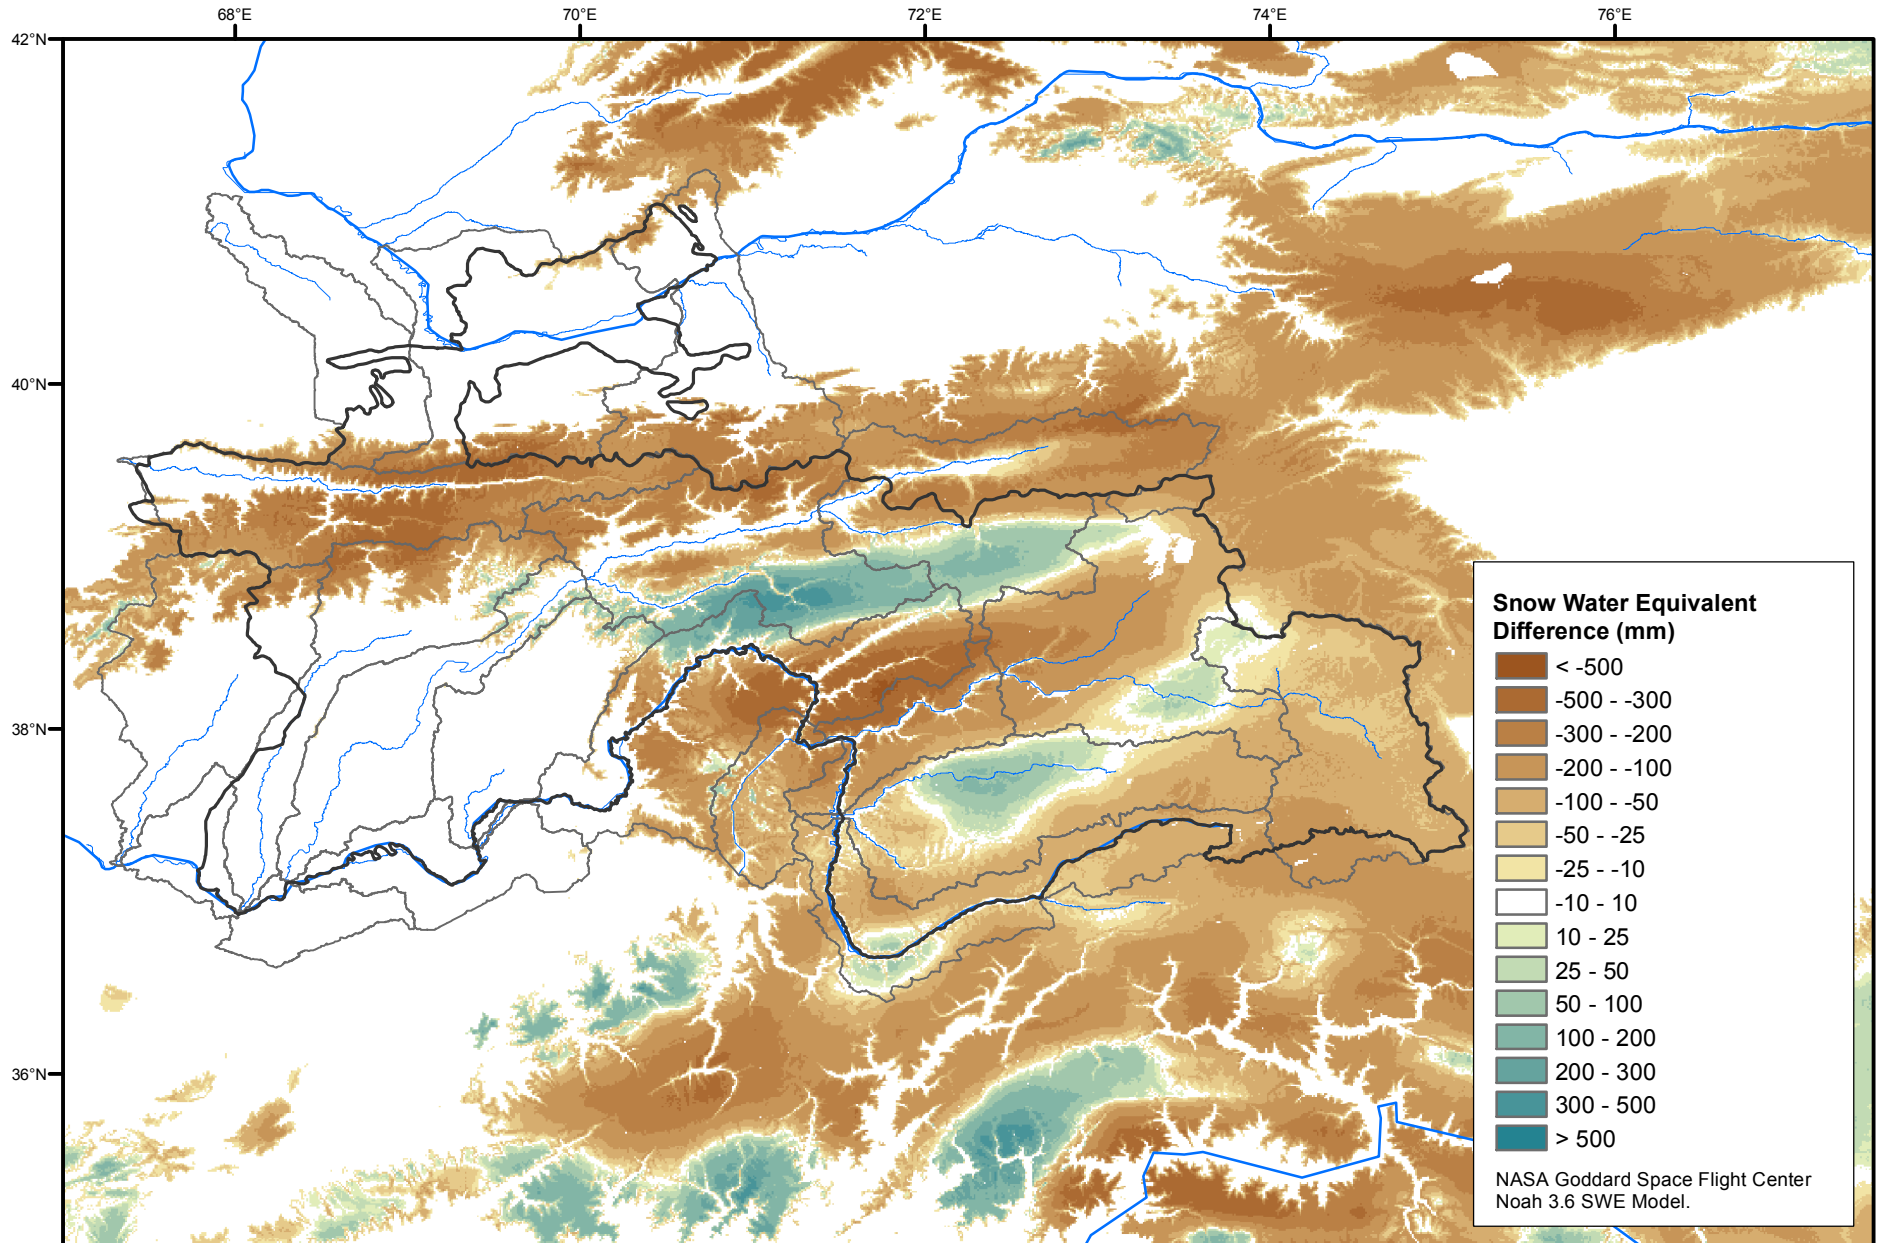 68°E 70°E 72°E 74°E 76°E
42°N
40°N
38°N
36°N
Snow Water Equivalent
Difference (mm)
< -500
-500 - -300
-300 - -200
-200 - -100
-100 - -50
-50 - -25
-25 - -10
-10 - 10
10 - 25
25 - 50
50 - 100
100 - 200
200 - 300
300 - 500
> 500
NASA Goddard Space Flight Center
Noah 3.6 SWE Model.